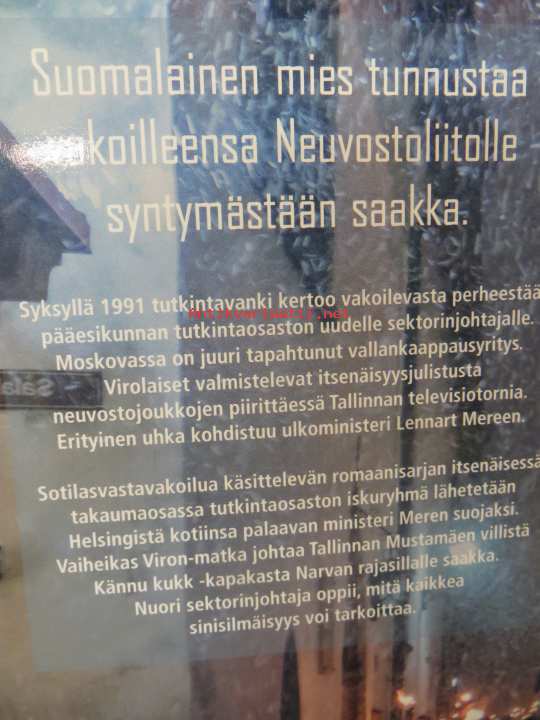 Suomalainen mies tunnustaa
koilleensa Neuvostoliitolle
syntymästään saakka.
Syksyllä 1991 tutkintavanki kertoo vakoilevasta perheestää
pääesikunnan tutkintaosaston uudelle sektorinjohtajalle.
Moskovassa on juuri tapahtunut vallankaappausyritys.
Virolaiset valmistelevat itsenäisyysjulistusta
neuvostojoukkojen piirittäessä Tallinnan televisiotornia.
Erityinen uhka kohdistuu ulkoministeri Lennart Mereen.
Sotilasvastavakoilua käsittelevän romaanisarjan itsenäisessä
takaumaosassa tutkintaosaston iskuryhmä lähetetään
Helsingistä kotiinsa palaavan ministeri Meren suojaksi.
Vaiheikas Viron-matka johtaa Tallinnan Mustamäen villistä
Kännu kukk -kapakasta Narvan rajasillalle saakka.
Nuori sektorinjohtaja oppii, mitä kaikkea
sinisilmäisyys voi tarkoittaa.